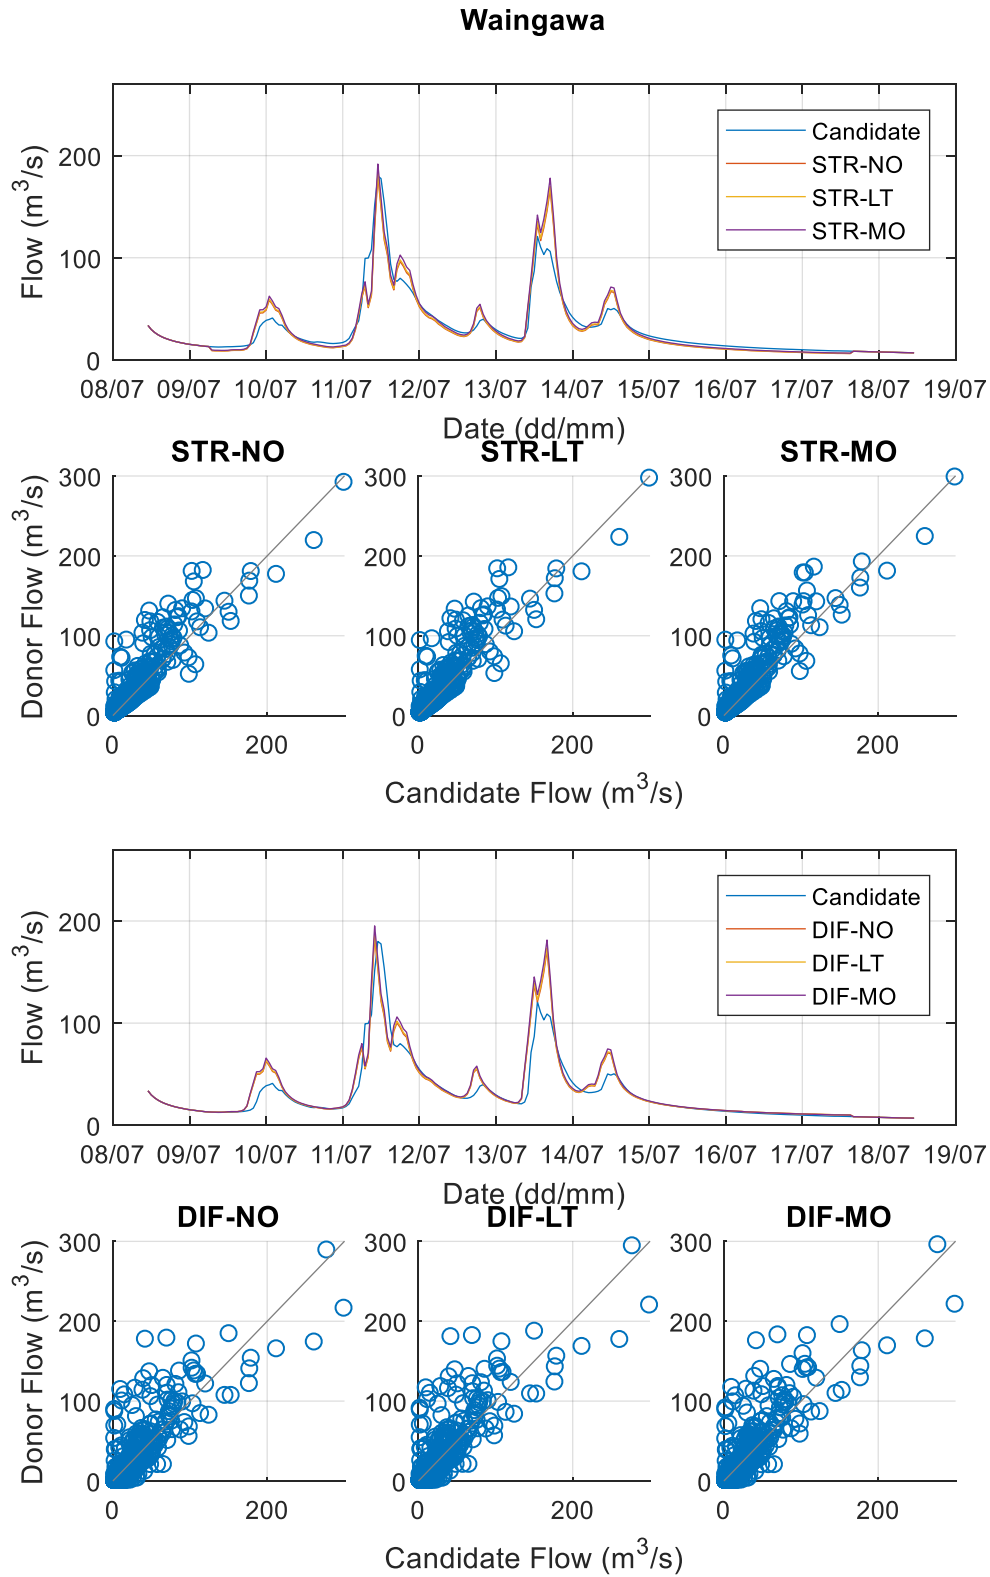 Waingawa
Flow (m³/s)
200
100
0
Candidate
STR-NO
STR-LT
STR-MO
08/07 09/07 10/07 11/07 12/07 13/07 14/07 15/07 16/07 17/07 18/07 19/07
Date (dd/mm)
STR-NO STR-LT STR-MO
Donor Flow (m³/s)
300 300 300
200 200 200
100 100 100
0 0 0
0 200 0 200 0 200
Candidate Flow (m³/s)
Flow (m³/s)
200
100
0
Candidate
DIF-NO
DIF-LT
DIF-MO
08/07 09/07 10/07 11/07 12/07 13/07 14/07 15/07 16/07 17/07 18/07 19/07
Date (dd/mm)
DIF-NO DIF-LT DIF-MO
Donor Flow (m³/s)
300 300 300
200 200 200
100 100 100
0 0 0
0 200 0 200 0 200
Candidate Flow (m³/s)